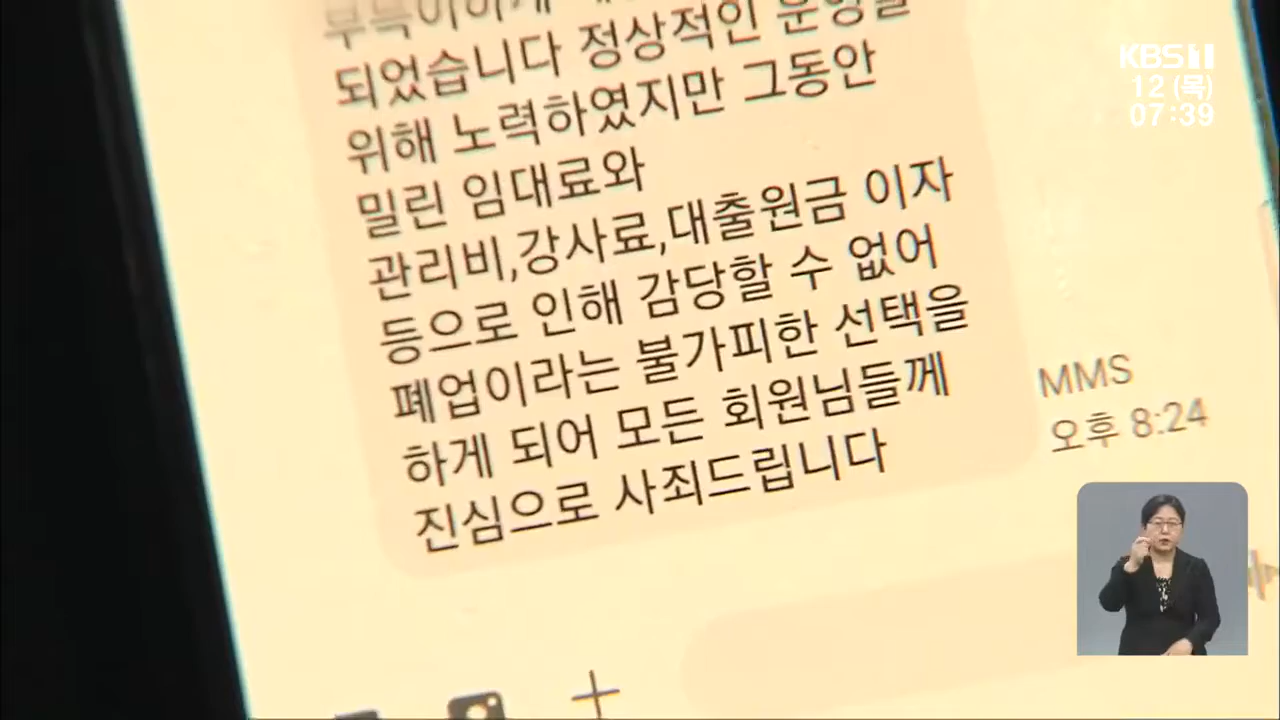 부득이하게
되었습니다 정상적인 운영을
위해 노력하였지만 그동안
밀린 임대료와
관리비,강사료,대출원금 이자
등으로 인해 감당할 수 없어
폐업이라는 불가피한 선택을
하게 되어 모든 회원님들께
진심으로 사죄드립니다
MMS
오후 8:24
KBS1
12 (목)
07:39